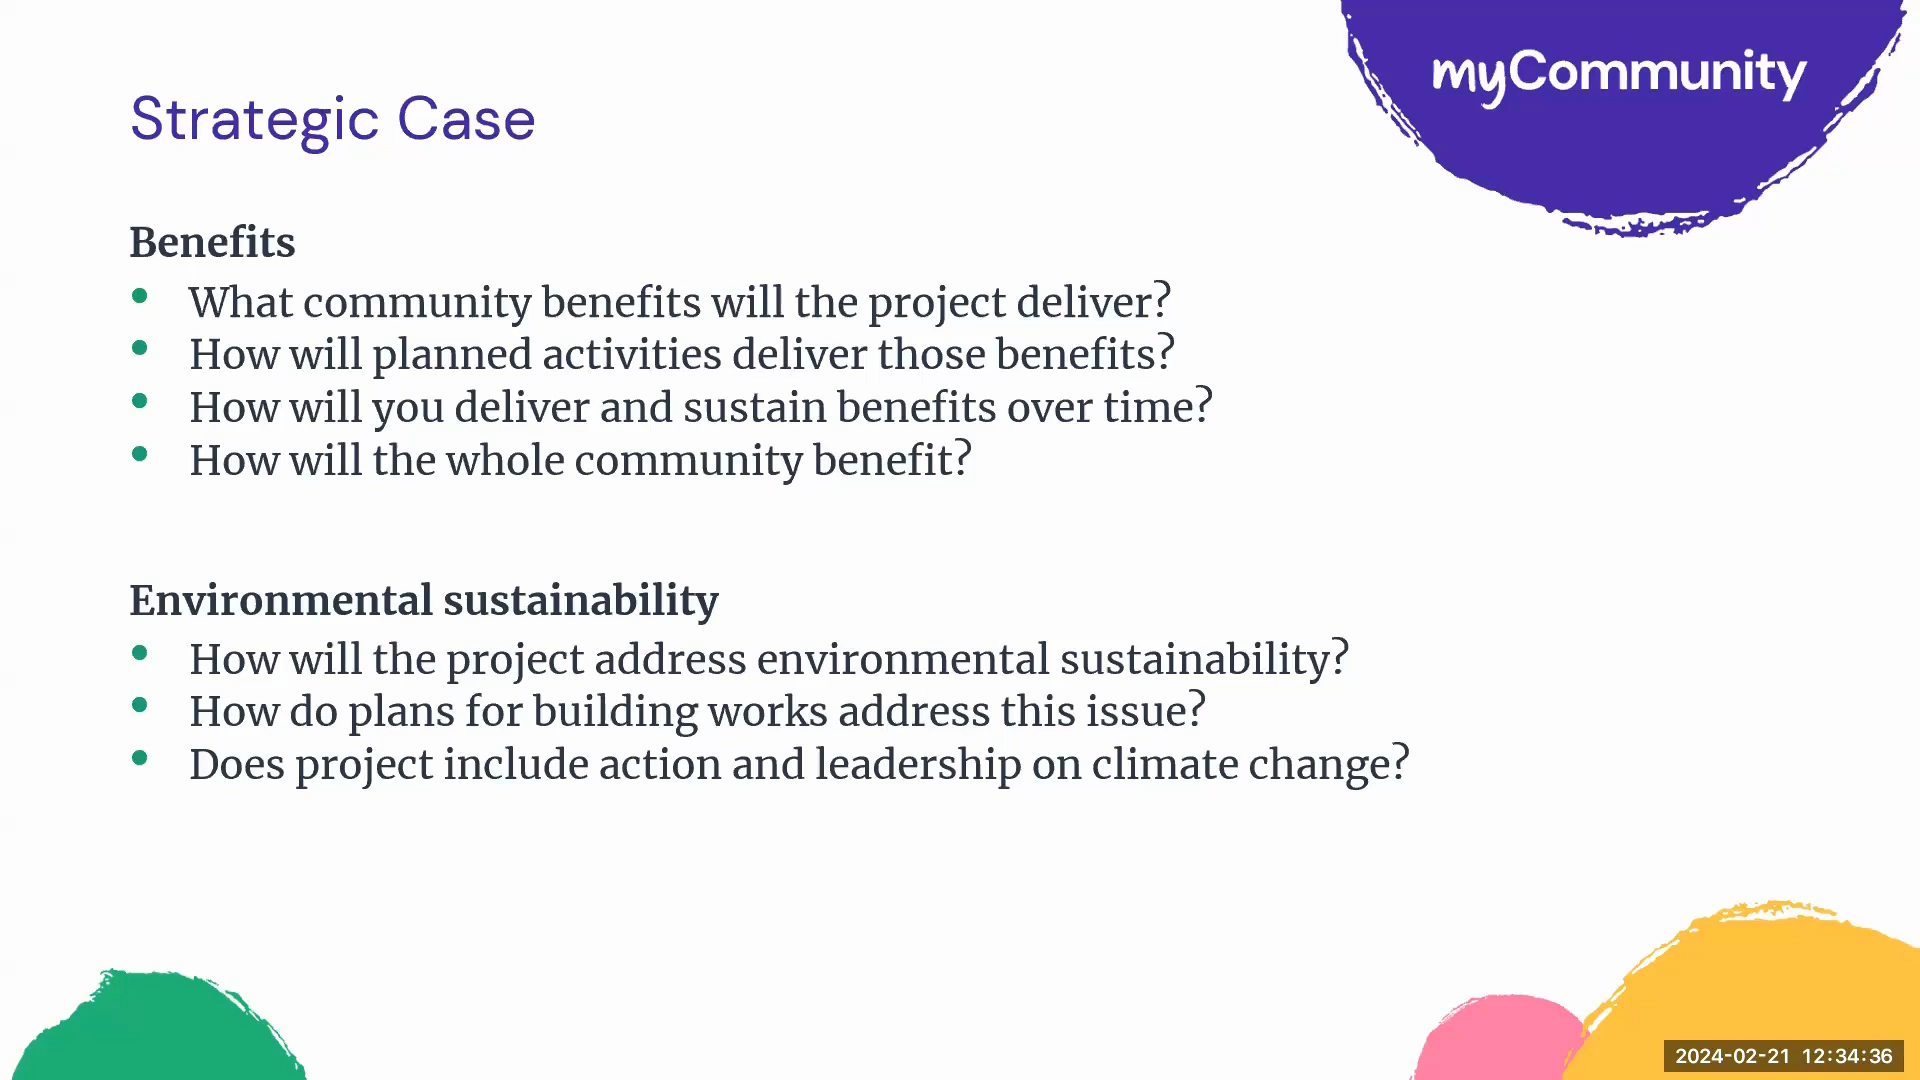 myCommunity
Strategic Case
Benefits
• What community benefits will the project deliver?
• How will planned activities deliver those benefits?
• How will you deliver and sustain benefits over time?
• How will the whole community benefit?
Environmental sustainability
• How will the project address environmental sustainability?
• How do plans for building works address this issue?
• Does project include action and leadership on climate change?
2024-02-21 12:34:36